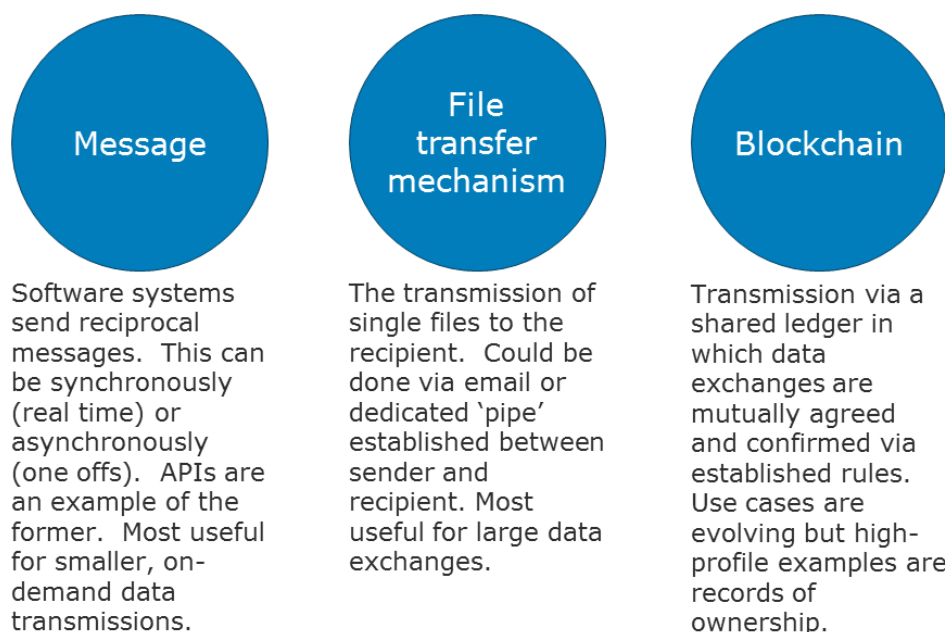 Message
Software systems
send reciprocal
messages.  This can
be synchronously
(real time) or
asynchronously
(one offs).  APIs are
an example of the
former.  Most useful
for smaller, on-
demand data
transmissions.
File
transfer
mechanism
The transmission of
single files to the
recipient.  Could be
done via email or
dedicated ‘pipe’
established between
sender and
recipient. Most
useful for large data
exchanges.
Blockchain
Transmission via a
shared ledger in
which data
exchanges are
mutually agreed
and confirmed via
established rules.
Use cases are
evolving but high-
profile examples are
records of
ownership.